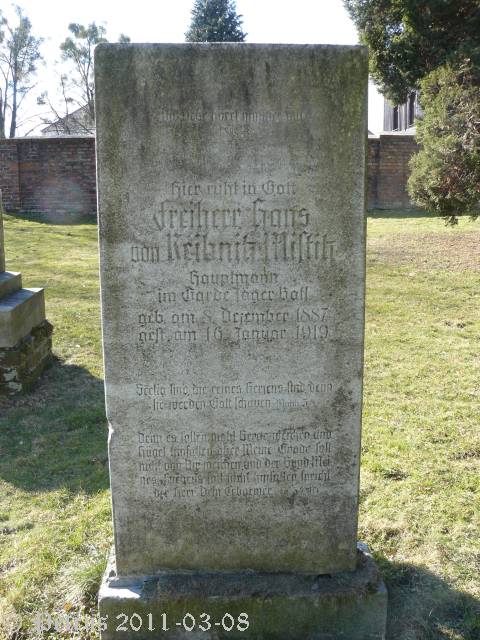 Hier ruht in Gott
Freiherr Hans
von Reibnitz-Mistitz
Hauptmann
im Garde Jäger Batl.
geb. am 8. Dezember 1887
gest. am 16. Januar 1919
Selig sind, die reines Herzens sind denn
sie werden Gott schauen
Denn es sollen wohl Berge weichen und
Hügel hinfallen aber Meine Gnade soll
nicht von Dir weichen und der Bund Mei-
nes Friedens soll nicht hinfallen spricht
der Herr Dein Erbarmer
2011-03-08